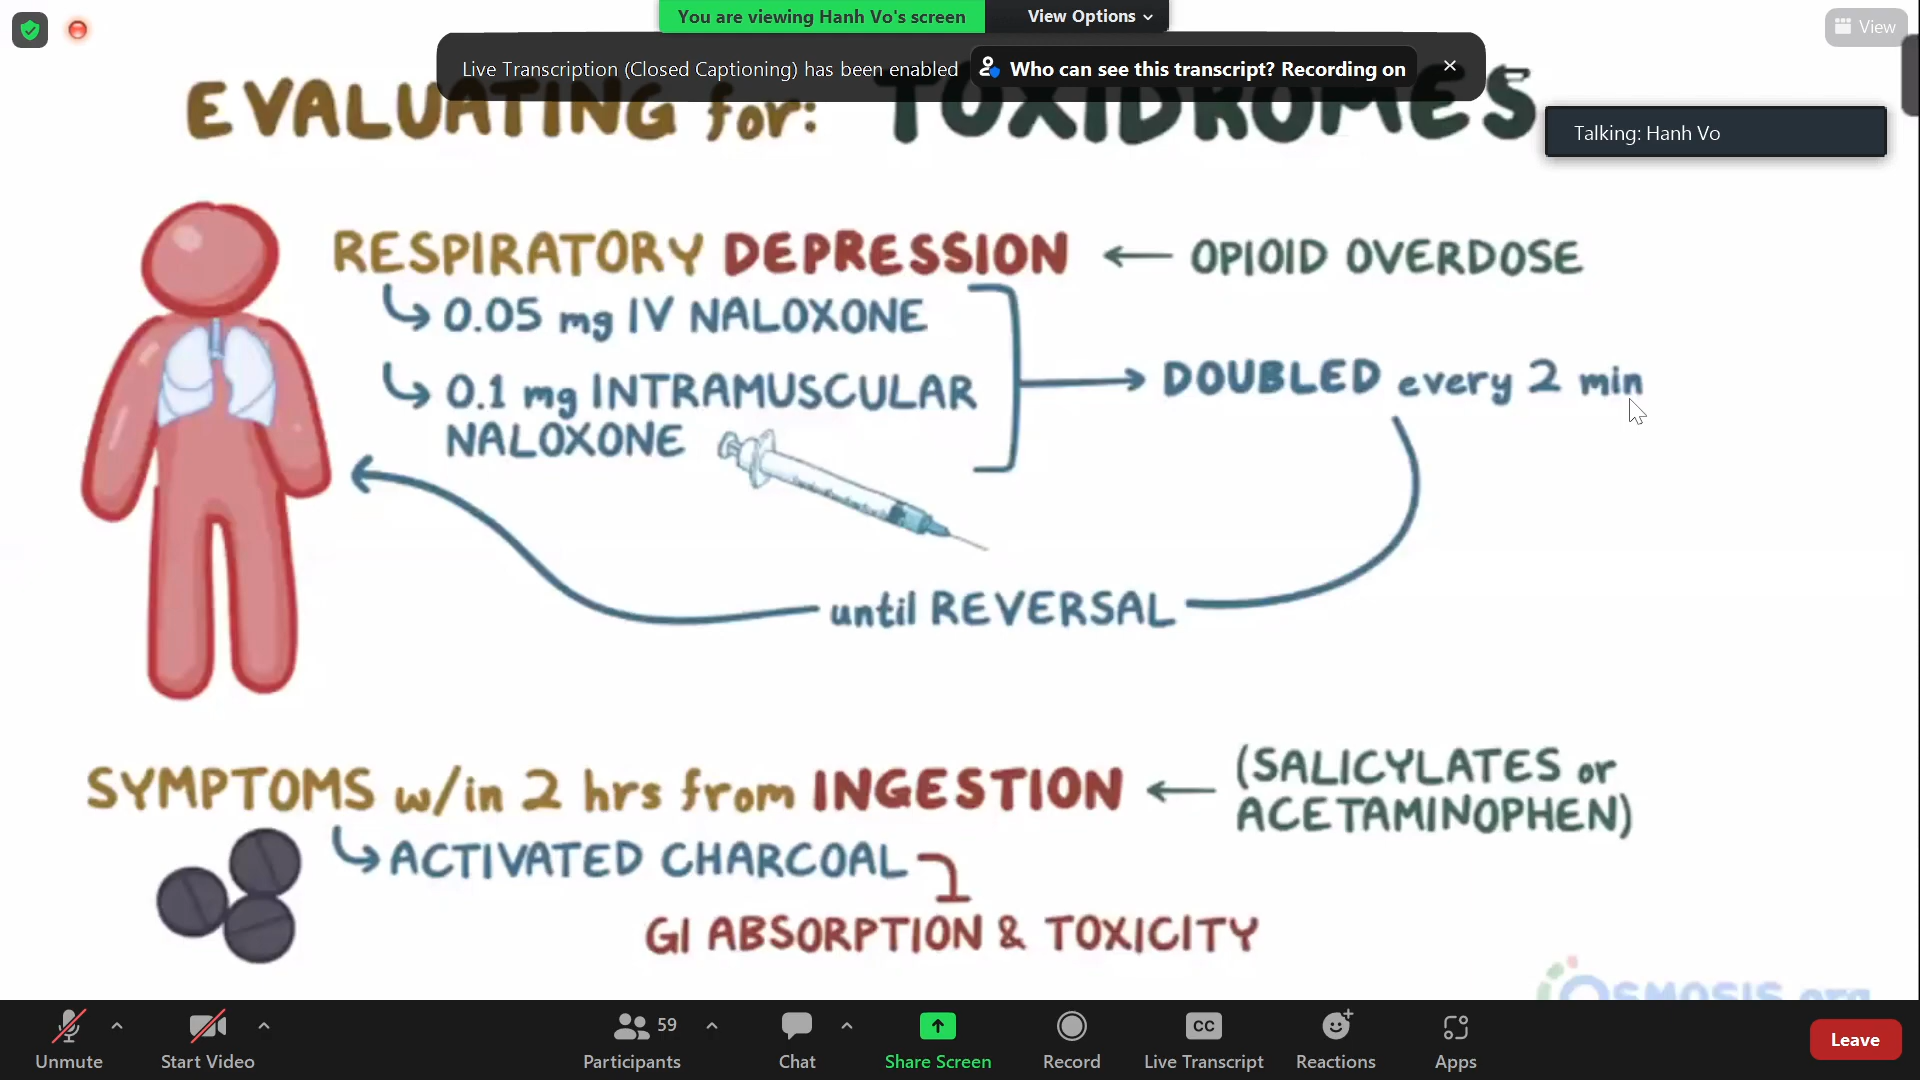 You are viewing Hanh Vo's screen
View Options
View
Live Transcription (Closed Captioning) has been enabled
Who can see this transcript? Recording on
EVALUATING for: TOXIDROMES
Talking: Hanh Vo
RESPIRATORY DEPRESSION ← OPIOID OVERDOSE
0.05 mg IV NALOXONE
0.1 mg INTRAMUSCULAR
NALOXONE
DOUBLED every 2 min
until REVERSAL
SYMPTOMS w/in 2 hrs from INGESTION ← (SALICYLATES or
ACETAMINOPHEN)
ACTIVATED CHARCOAL
GI ABSORPTION & TOXICITY
OSMOSIS.org
Unmute
Start Video
59
Participants
Chat
Share Screen
Record
CC
Live Transcript
Reactions
Apps
Leave